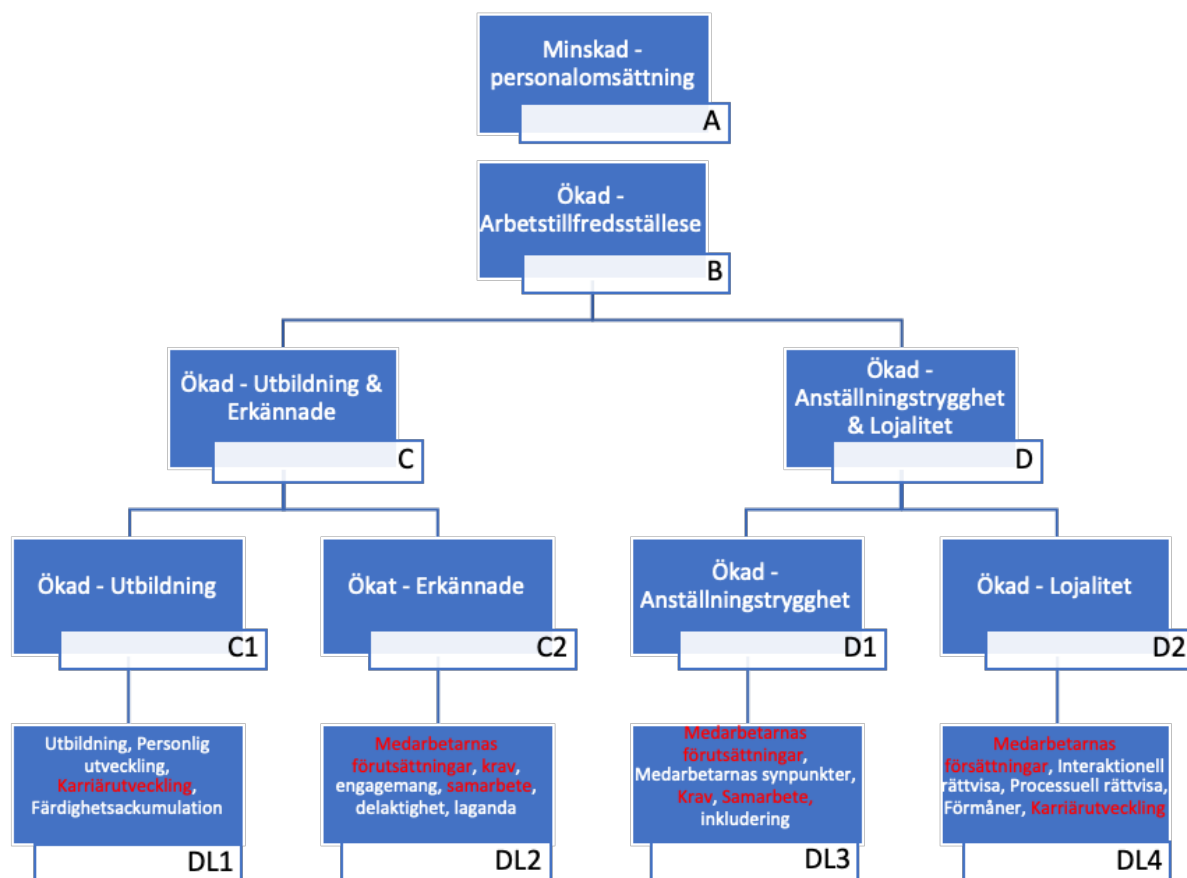 Minskad -
personalomsättning
A
Ökad -
Arbetstillfredsställese
B
Ökad - Utbildning &
Erkännade
C
Ökad -
Anställningstrygghet
& Lojalitet
D
Ökad - Utbildning
C1
Ökat - Erkännade
C2
Ökad -
Anställningstrygghet
D1
Ökad - Lojalitet
D2
Utbildning, Personlig
utveckling,
Karriärutveckling,
Färdighetsackumulation
DL1
Medarbetarnas
förutsättningar, krav,
engagemang, samarbete,
delaktighet, laganda
DL2
Medarbetarnas
förutsättningar,
Medarbetarnas synpunkter,
Krav, Samarbete,
inkludering
DL3
Medarbetarnas
försättningar, Interaktionell
rättvisa, Processuell rättvisa,
Förmåner, Karriärutveckling
DL4